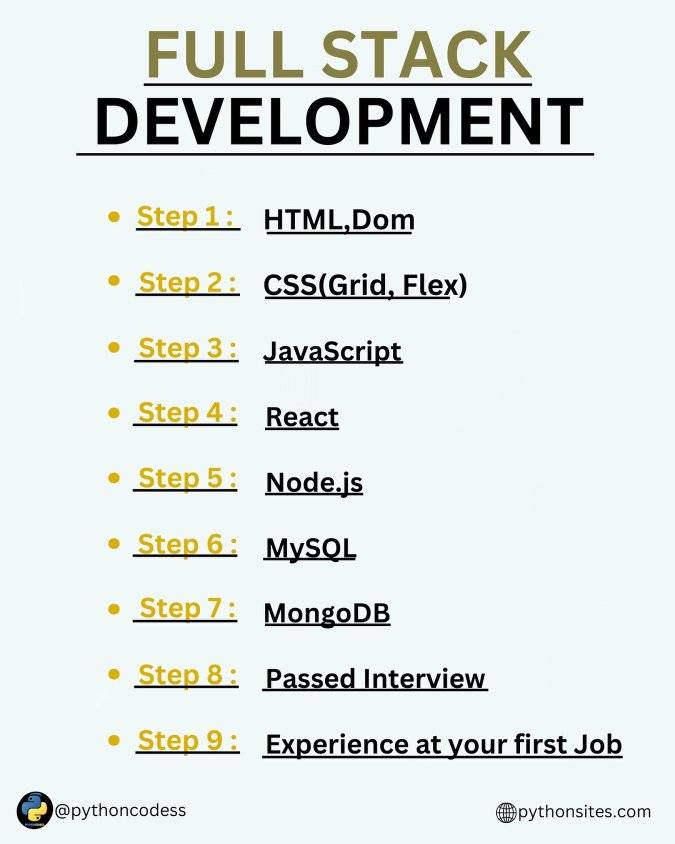 FULL STACK
DEVELOPMENT
Step 1 : HTML,Dom
Step 2 : CSS(Grid, Flex)
Step 3 : JavaScript
Step 4 : React
Step 5 : Node.js
Step 6 : MySQL
Step 7 : MongoDB
Step 8 : Passed Interview
Step 9 : Experience at your first Job
@pythoncodess pythonsites.com